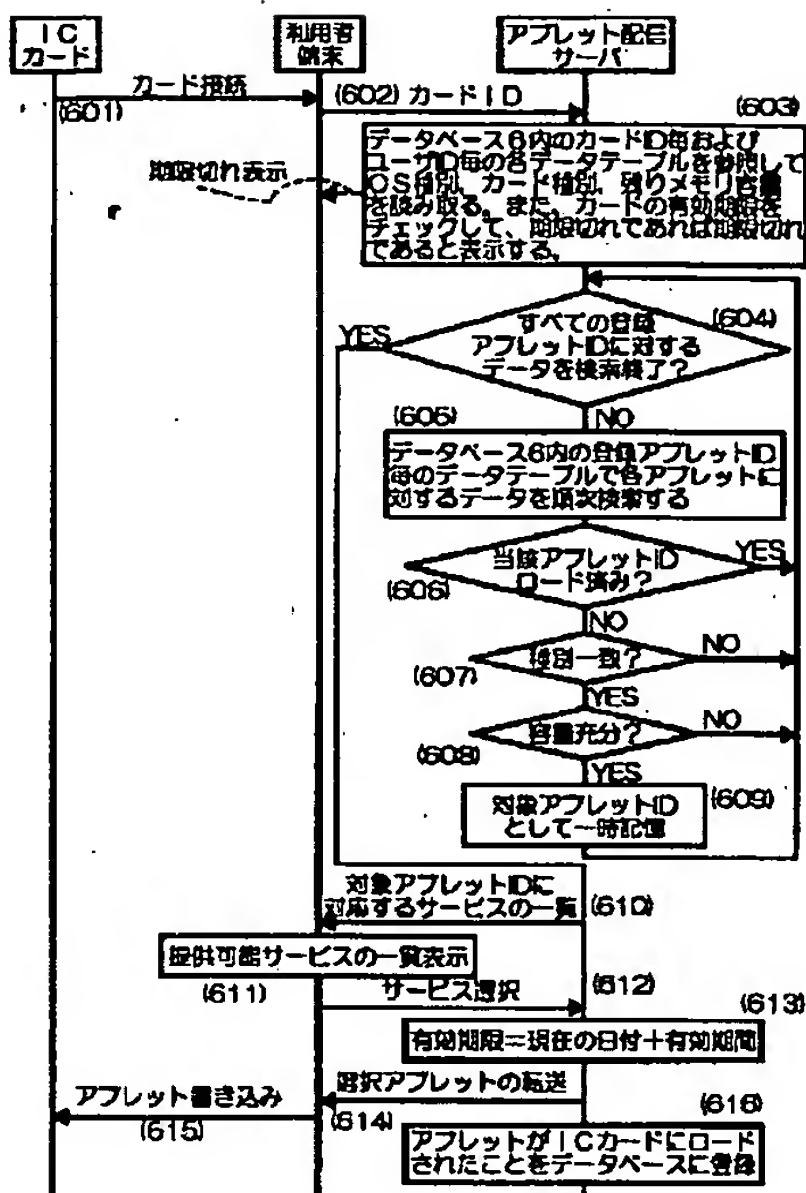 ICカード
利用者端末
アプレット配信サーバ
カード接続
(601)
(602) カードID
(603)
データベース6内のカードID毎および
ユーザID毎の各データテーブルを参照して
OS種別、カード種別、残りメモリ容量
を読み取る。また、カードの有効期限を
チェックして、期限切れであれば期限切れ
であると表示する。
期限切れ表示
すべての登録
アプレットIDに対する
データを検索終了?
(604)
YES
NO
(605)
データベース6内の登録アプレットID
毎のデータテーブルで各アプレットに
対するデータを順次検索する
当該アプレットID
ロード済み?
YES
(606)
NO
種別一致?
NO
(607)
YES
容量充分?
NO
(608)
YES
対象アプレットID
として一時記憶
(609)
対象アプレットIDに
対応するサービスの一覧
(610)
提供可能サービスの一覧表示
(611)
サービス選択
(612)
(613)
有効期限=現在の日付+有効期間
選択アプレットの転送
(614)
アプレット書き込み
(615)
(616)
アプレットがICカードにロード
されたことをデータベースに登録